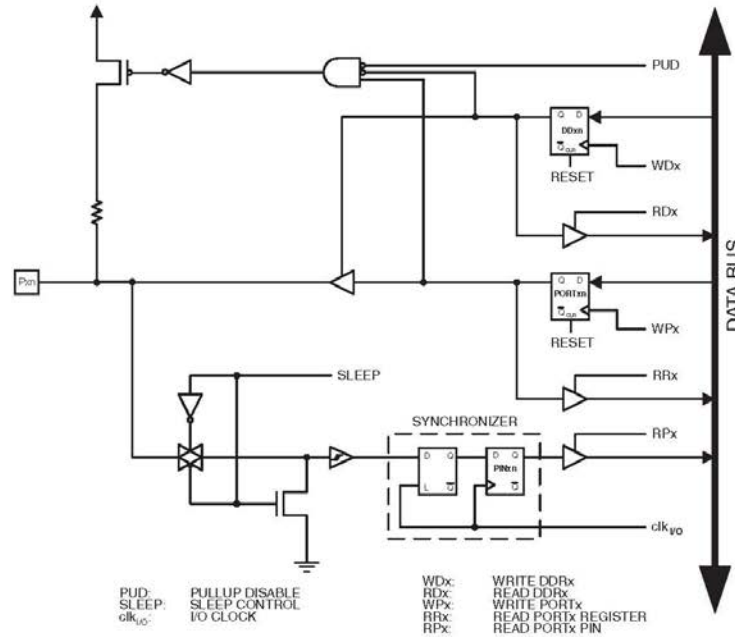 PUD
Q D
DDxn
Q CLR
RESET
WDx
RDx
Pxn
Q D
PORTxn
Q CLR
RESET
WPx
DATA BUS
SLEEP
RRx
SYNCHRONIZER
RPx
D Q
L Q
D Q
PINxn
Q
clkI/O
PUD: PULLUP DISABLE
SLEEP: SLEEP CONTROL
clkI/O: I/O CLOCK
WDx: WRITE DDRx
RDx: READ DDRx
WPx: WRITE PORTx
RRx: READ PORTx REGISTER
RPx: READ PORTx PIN